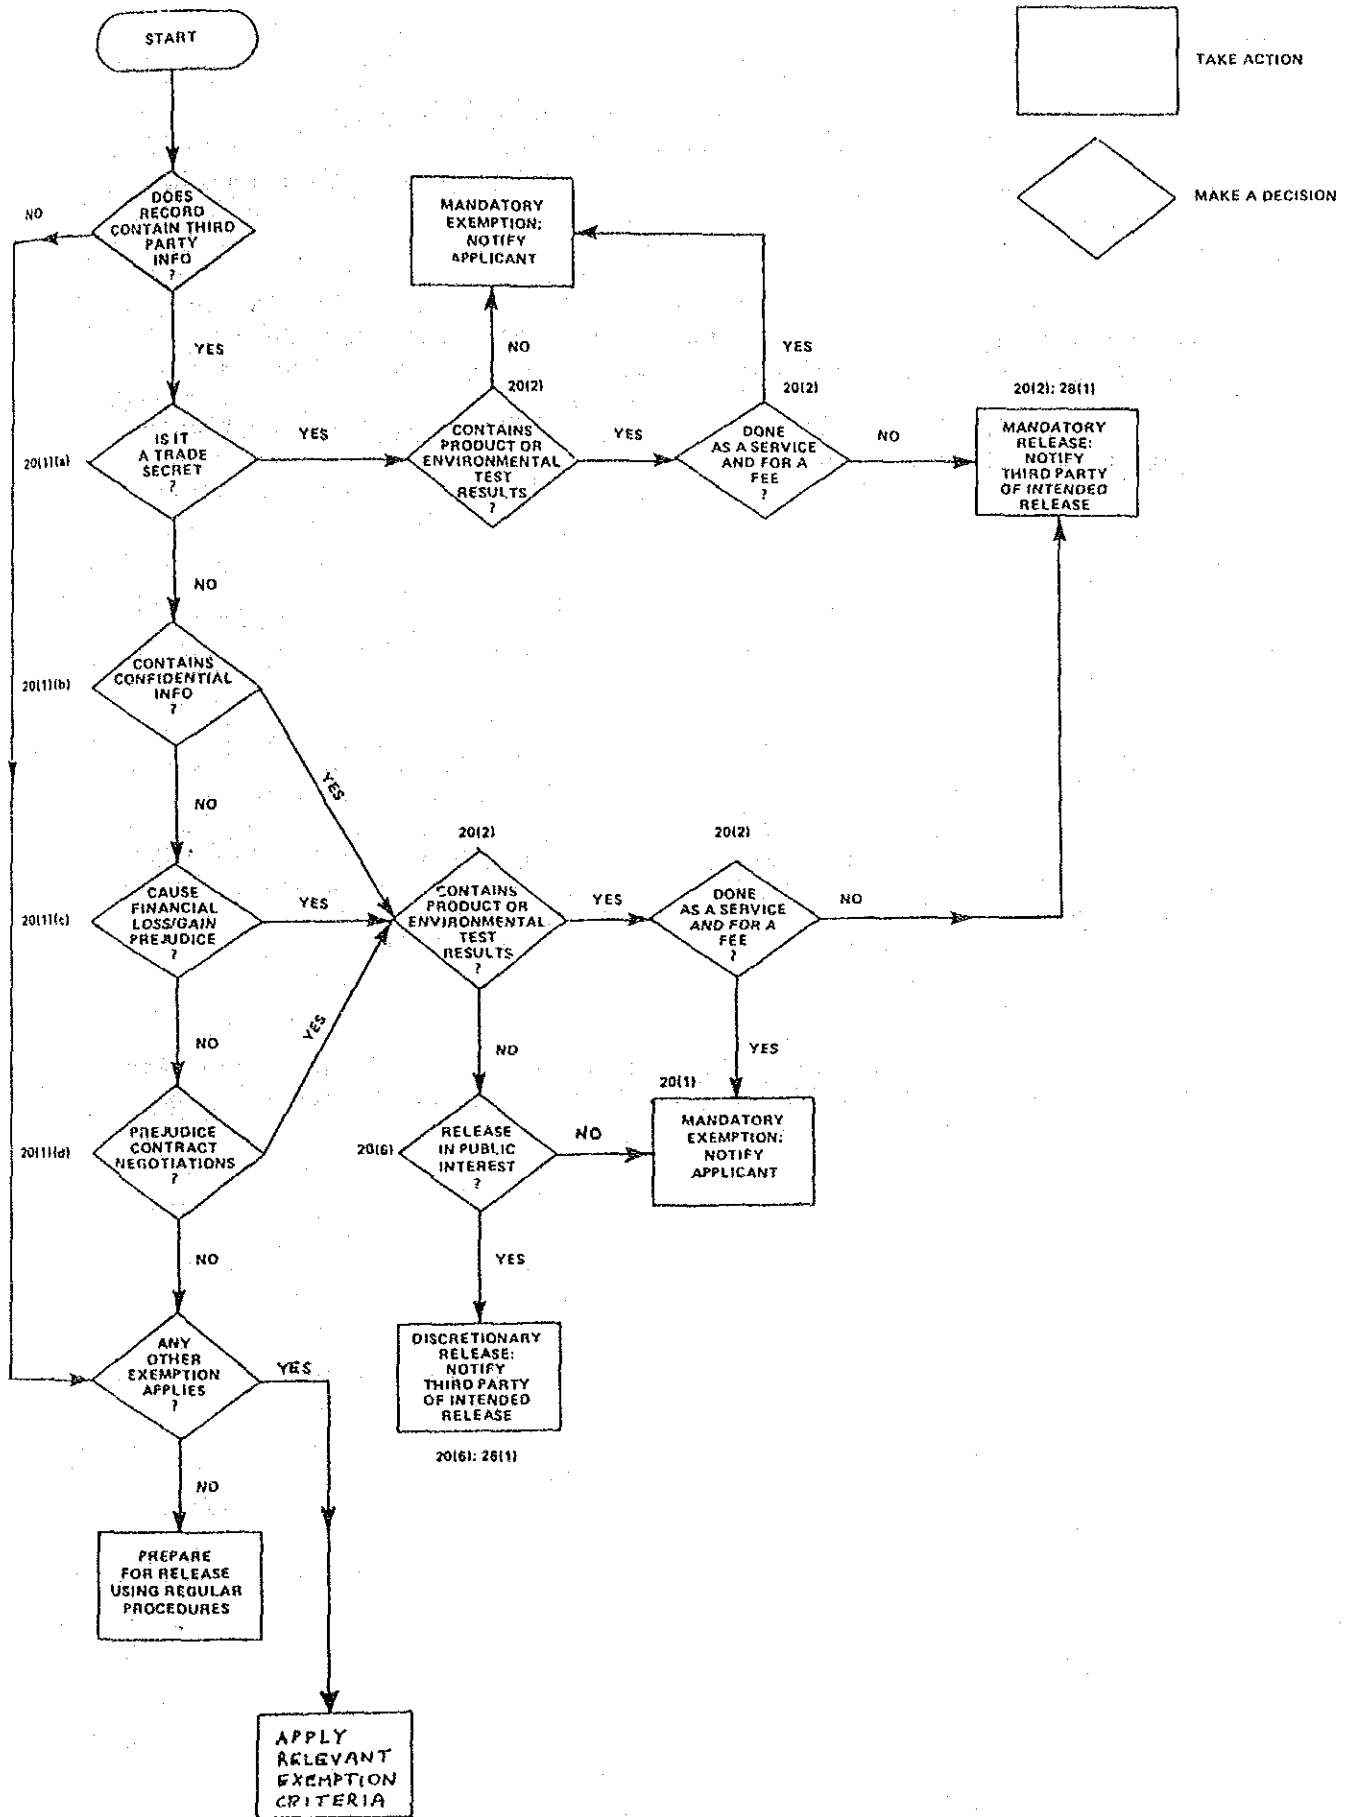 START
TAKE ACTION
MAKE A DECISION
NO
DOES
RECORD
CONTAIN THIRD
PARTY
INFO
?
MANDATORY
EXEMPTION:
NOTIFY
APPLICANT
YES
NO
YES
20(2)
20(2)
20(2); 28(1)
20(1)(a)
IS IT
A TRADE
SECRET
?
YES
CONTAINS
PRODUCT OR
ENVIRONMENTAL
TEST
RESULTS
?
YES
DONE
AS A SERVICE
AND FOR A
FEE
?
NO
MANDATORY
RELEASE:
NOTIFY
THIRD PARTY
OF INTENDED
RELEASE
NO
20(1)(b)
CONTAINS
CONFIDENTIAL
INFO
?
YES
NO
20(2)
20(2)
20(1)(c)
CAUSE
FINANCIAL
LOSS/GAIN
PREJUDICE
?
YES
CONTAINS
PRODUCT OR
ENVIRONMENTAL
TEST
RESULTS
?
YES
DONE
AS A SERVICE
AND FOR A
FEE
?
NO
NO
YES
NO
YES
20(1)
20(1)(d)
PREJUDICE
CONTRACT
NEGOTIATIONS
?
20(6)
RELEASE
IN PUBLIC
INTEREST
?
NO
MANDATORY
EXEMPTION:
NOTIFY
APPLICANT
NO
YES
ANY
OTHER
EXEMPTION
APPLIES
?
YES
DISCRETIONARY
RELEASE:
NOTIFY
THIRD PARTY
OF INTENDED
RELEASE
20(6); 28(1)
NO
PREPARE
FOR RELEASE
USING REGULAR
PROCEDURES
APPLY
RELEVANT
EXEMPTION
CRITERIA